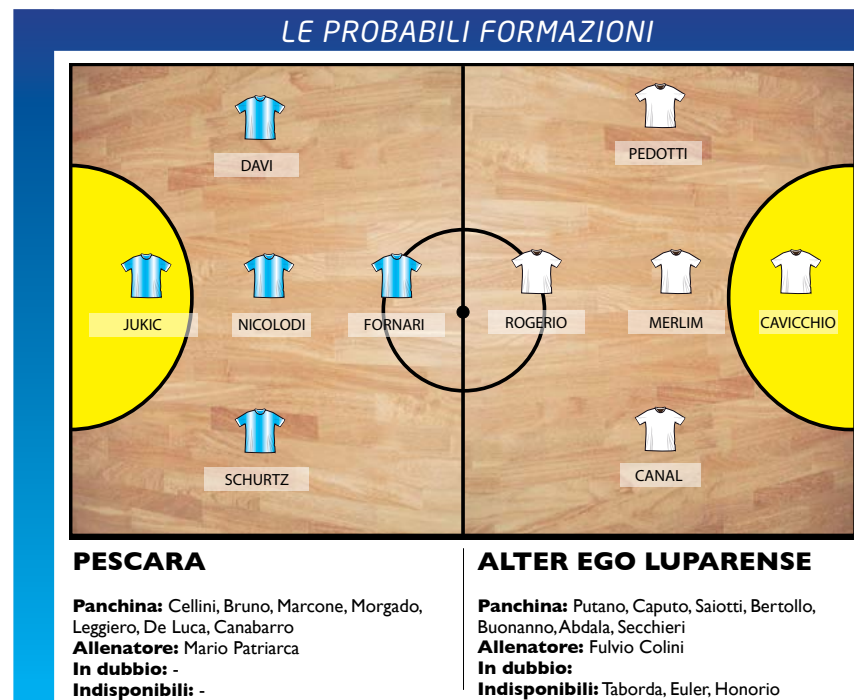 LE PROBABILI FORMAZIONI
DAVI
PEDOTTI
JUKIC
NICOLODI
FORNARI
ROGERIO
MERLIM
CAVICCHIO
SCHURTZ
CANAL
PESCARA
Panchina: Cellini, Bruno, Marcone, Morgado,
Leggiero, De Luca, Canabarro
Allenatore: Mario Patriarca
In dubbio: -
Indisponibili: -
ALTER EGO LUPARENSE
Panchina: Putano, Caputo, Saiotti, Bertollo,
Buonanno, Abdala, Secchieri
Allenatore: Fulvio Colini
In dubbio:
Indisponibili: Taborda, Euler, Honorio